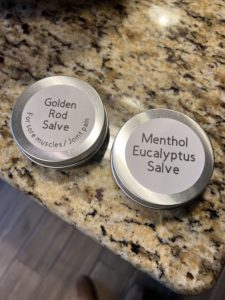 Golden
Rod
Salve
For sore muscles / Joint pain
Menthol
Eucalyptus
Salve